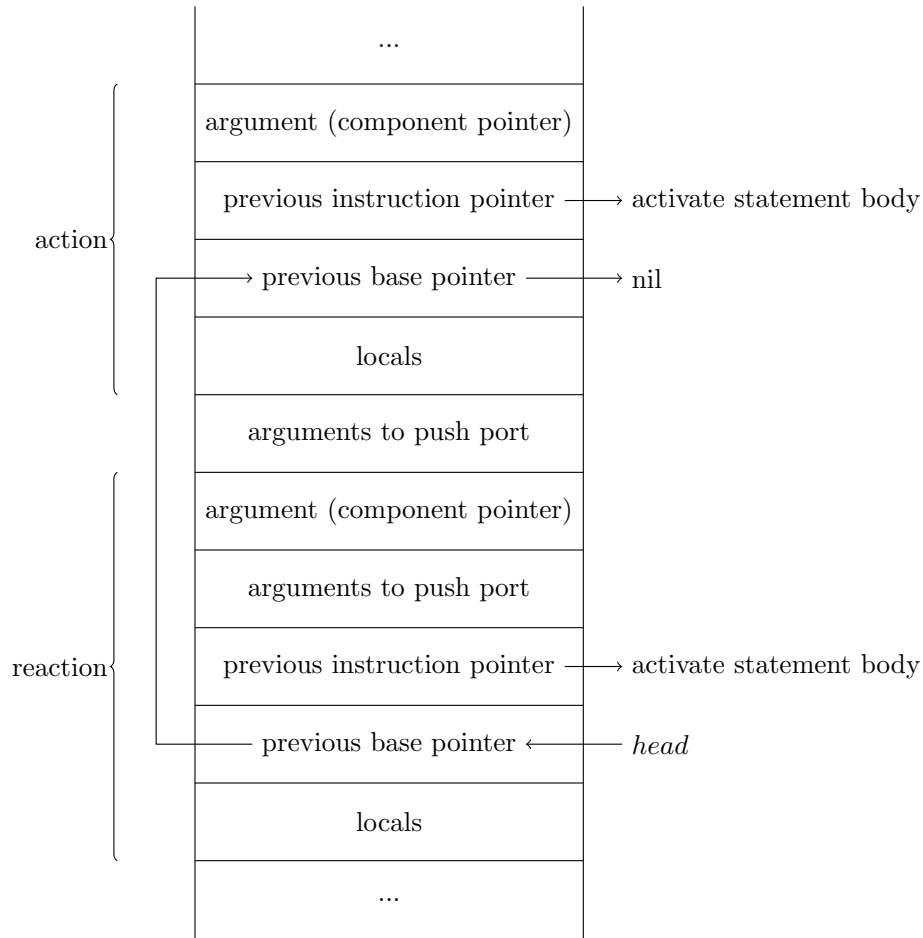 ...
argument (component pointer)
previous instruction pointer
activate statement body
action
previous base pointer
nil
locals
arguments to push port
argument (component pointer)
arguments to push port
reaction
previous instruction pointer
activate statement body
previous base pointer
head
locals
...